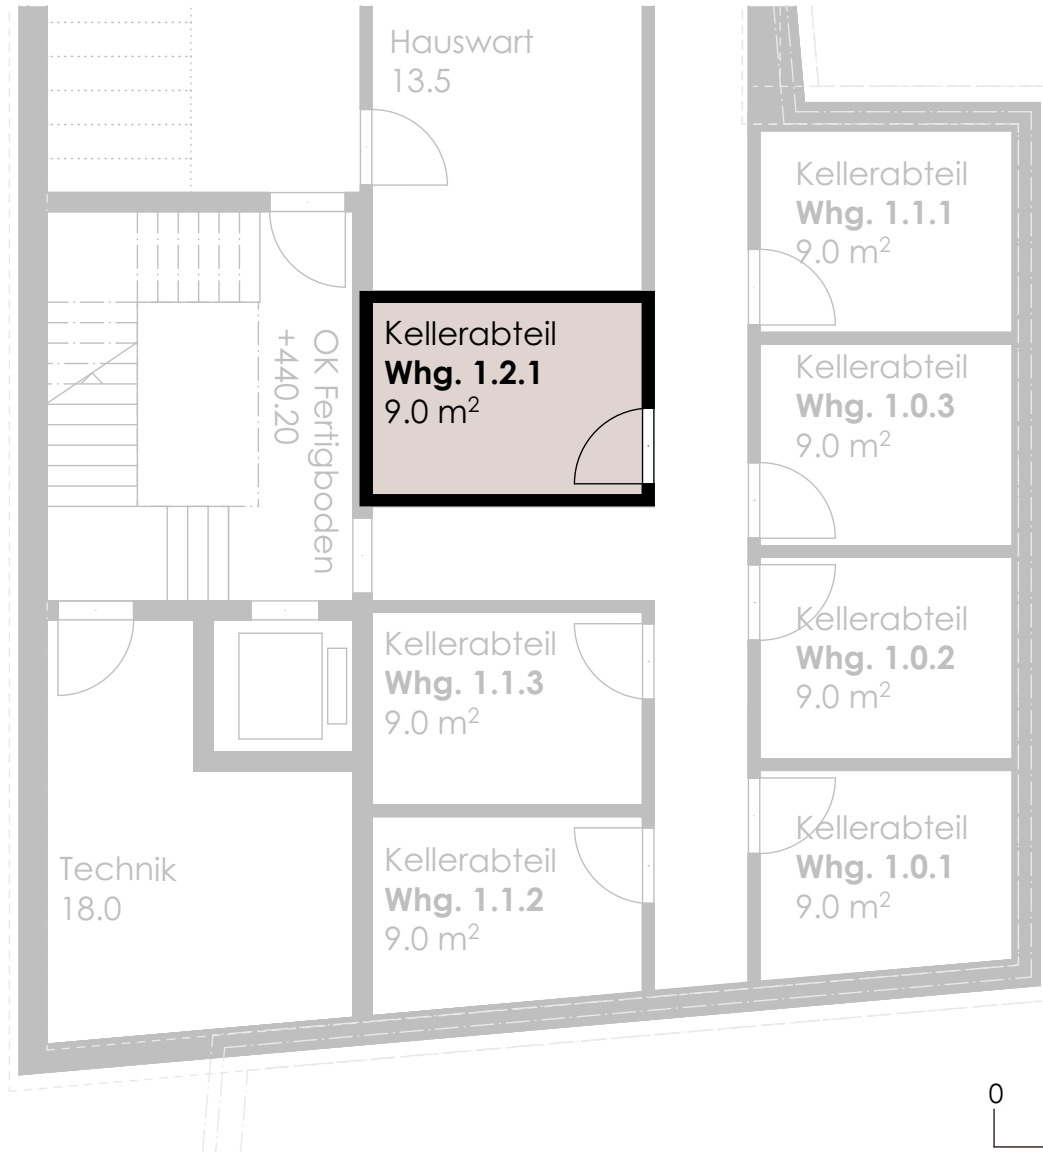 Hauswart
13.5
Kellerabteil
Whg. 1.1.1
9.0 m²
OK Fertigboden
+440.20
Kellerabteil
Whg. 1.2.1
9.0 m²
Kellerabteil
Whg. 1.0.3
9.0 m²
Kellerabteil
Whg. 1.1.3
9.0 m²
Kellerabteil
Whg. 1.0.2
9.0 m²
Technik
18.0
Kellerabteil
Whg. 1.1.2
9.0 m²
Kellerabteil
Whg. 1.0.1
9.0 m²
0